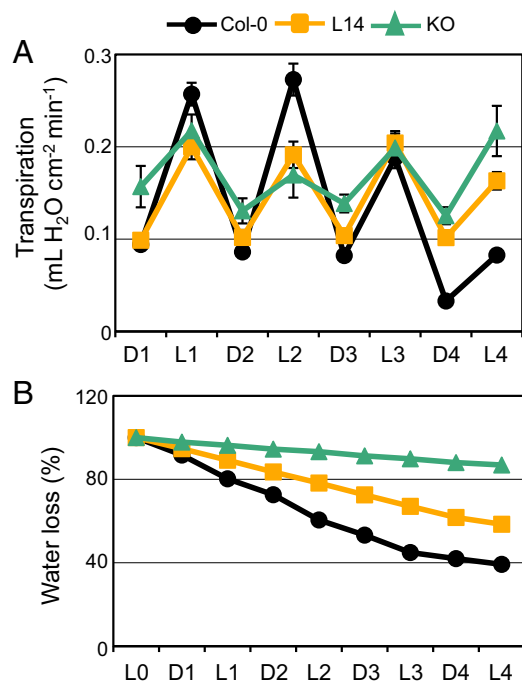 Col-0 L14 KO
A
Transpiration
(mL H₂O cm⁻² min⁻¹)
0.3
0.2
0.1
0
D1 L1 D2 L2 D3 L3 D4 L4
B
Water loss (%)
120
80
40
0
L0 D1 L1 D2 L2 D3 L3 D4 L4